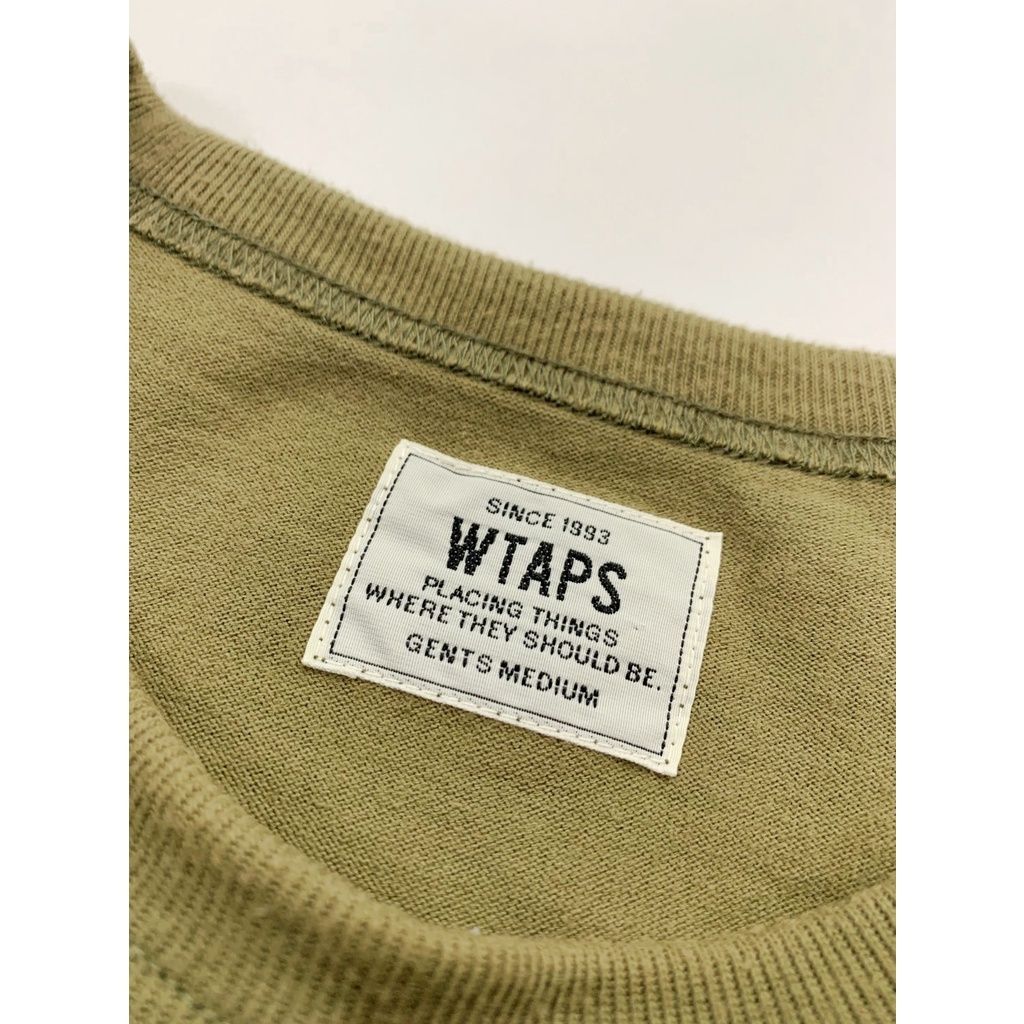 SINCE 1993
WTAPS
PLACING THINGS
WHERE THEY SHOULD BE.
GENTS MEDIUM